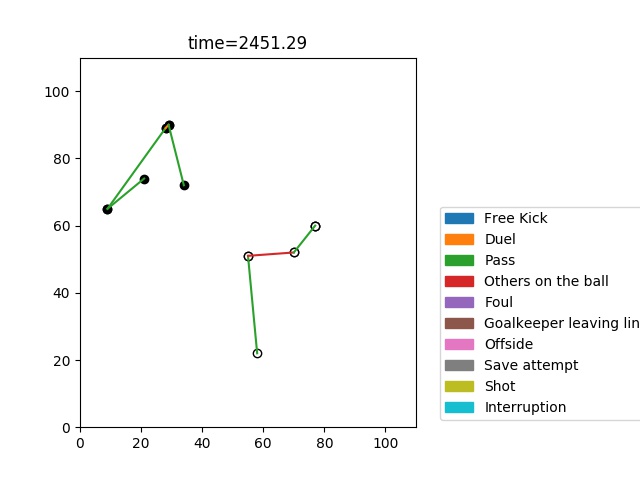 time=2451.29
100
80
60
40
20
0
0 20 40 60 80 100
Free Kick
Duel
Pass
Others on the ball
Foul
Goalkeeper leaving lin
Offside
Save attempt
Shot
Interruption